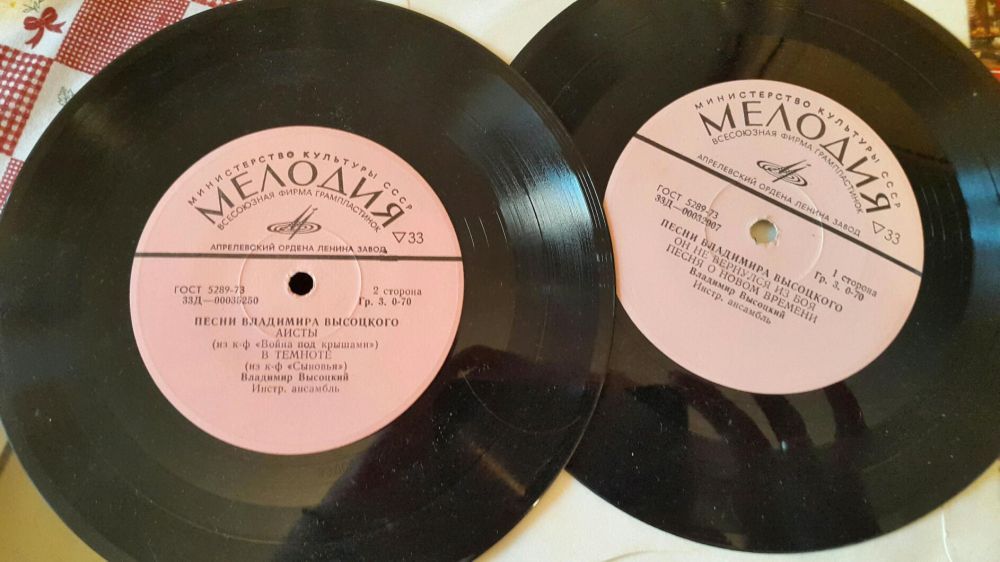 МИНИСТЕРСТВО КУЛЬТУРЫ СССР
МЕЛОДИЯ
ВСЕСОЮЗНАЯ ФИРМА ГРАМПЛАСТИНОК
АПРЕЛЕВСКИЙ ОРДЕНА ЛЕНИНА ЗАВОД
▽33
ГОСТ 5289-73
2 сторона
33Д—00035250
Гр. 3. 0-70
ПЕСНИ ВЛАДИМИРА ВЫСОЦКОГО
АИСТЫ
(из к-ф «Война под крышами»)
В ТЕМНОТЕ
(из к-ф «Сыновья»)
Владимир Высоцкий
Инстр. ансамбль
МИНИСТЕРСТВО КУЛЬТУРЫ СССР
МЕЛОДИЯ
ВСЕСОЮЗНАЯ ФИРМА ГРАМПЛАСТИНОК
АПРЕЛЕВСКИЙ ОРДЕНА ЛЕНИНА ЗАВОД
▽33
ГОСТ 5289-73
1 сторона
Гр. 3. 0-70
ПЕСНИ ВЛАДИМИРА ВЫСОЦКОГО
ОН НЕ ВЕРНУЛСЯ ИЗ БОЯ
ПЕСНЯ О НОВОМ ВРЕМЕНИ
Владимир Высоцкий
Инстр. ансамбль